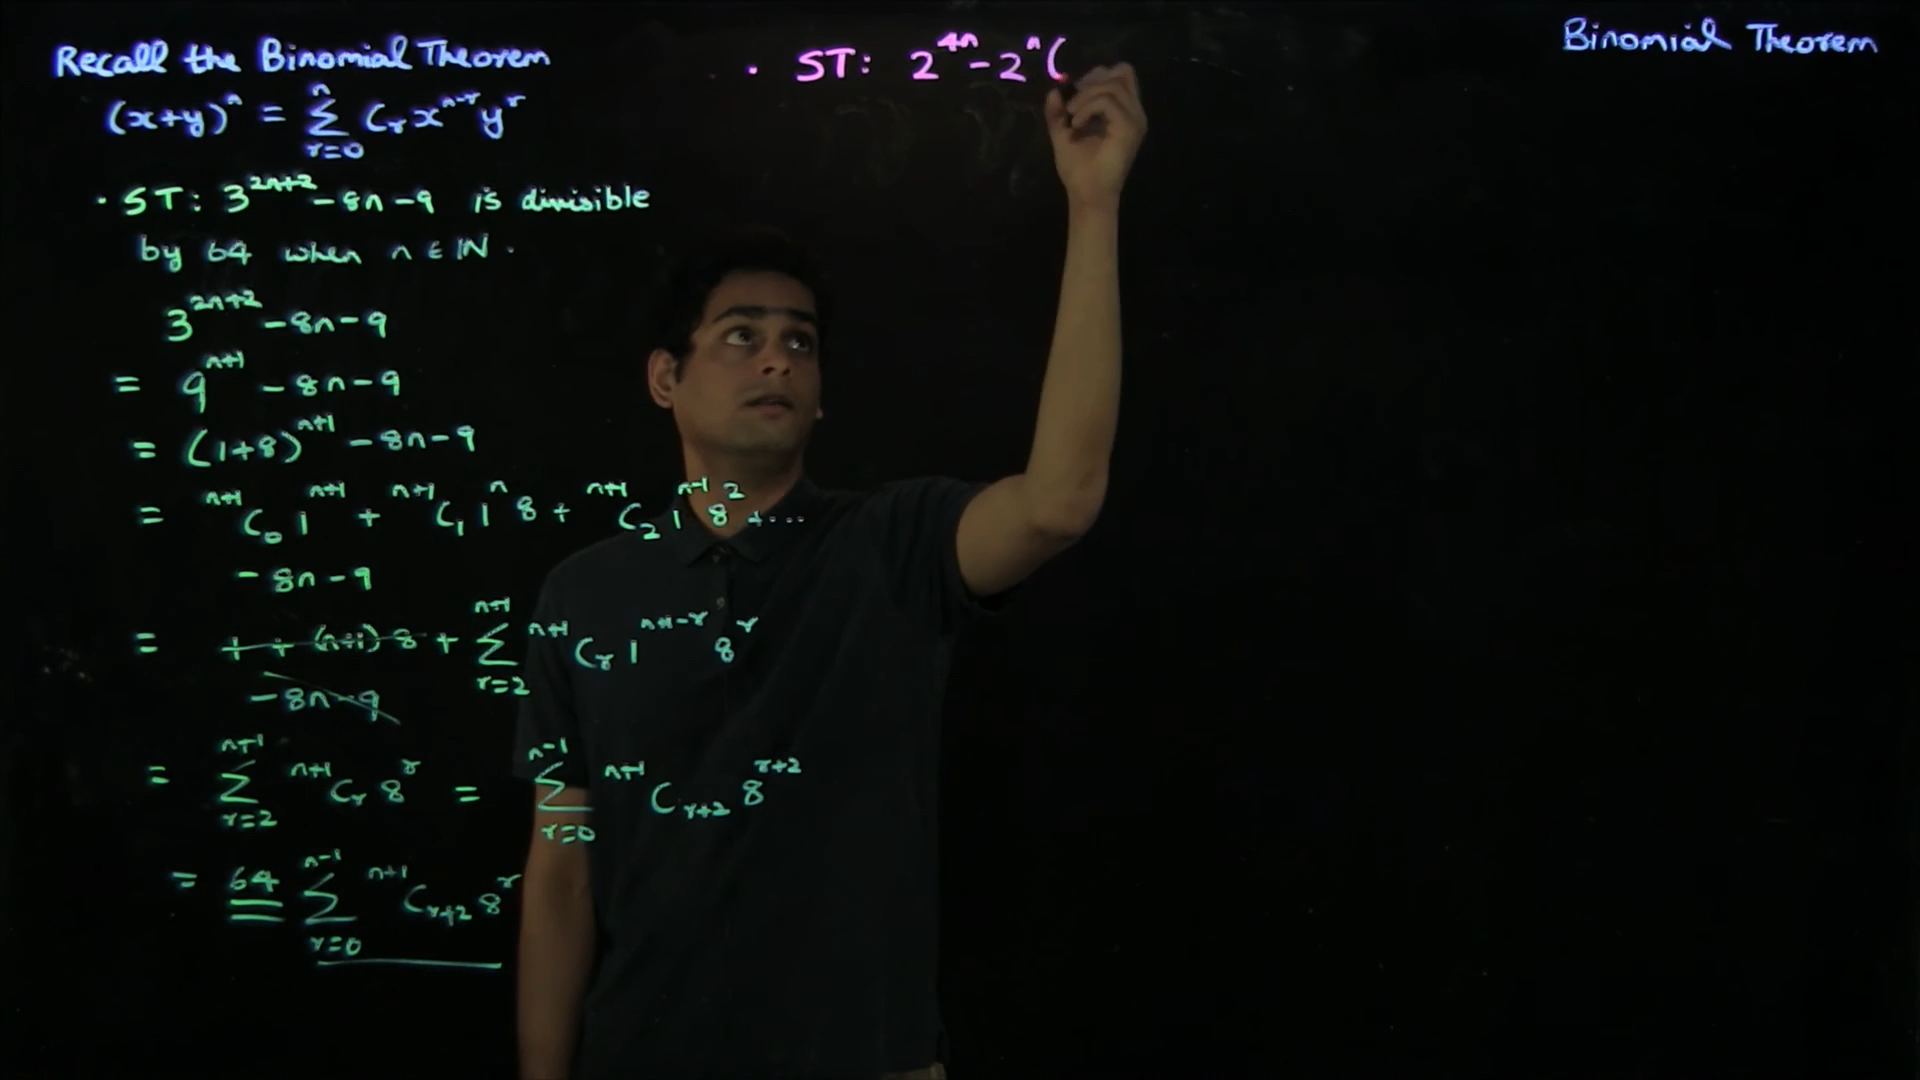 Recall the Binomial Theorem
(x+y)^n = Σ_{r=0}^{n} C_r x^{n-r} y^r
· ST: 3^{2n+2} - 8n - 9 is divisible
by 64 when n ∈ ℕ.
3^{2n+2} - 8n - 9
= 9^{n+1} - 8n - 9
= (1+8)^{n+1} - 8n - 9
= ^{n+1}C_0 1^{n+1} + ^{n+1}C_1 1^n 8 + ^{n+1}C_2 1^{n-1} 8^2 + ...
- 8n - 9
= 1 + (n+1) 8 + Σ_{r=2}^{n+1} ^{n+1}C_r 1^{n+1-r} 8^r
- 8n - 9
= Σ_{r=2}^{n+1} ^{n+1}C_r 8^r = Σ_{r=0}^{n-1} ^{n+1}C_{r+2} 8^{r+2}
= 64 Σ_{r=0}^{n-1} ^{n+1}C_{r+2} 8^r
· ST: 2^{4n} - 2^n (
Binomial Theorem